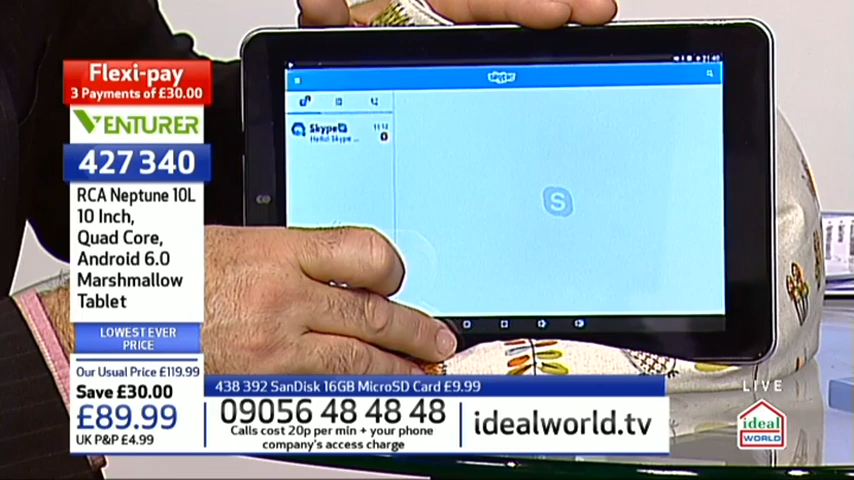 Flexi-pay
3 Payments of £30.00
VENTURER
427 340
RCA Neptune 10L
10 Inch,
Quad Core,
Android 6.0
Marshmallow
Tablet
LOWEST EVER
PRICE
Our Usual Price £119.99
Save £30.00
£89.99
UK P&P £4.99
438 392 SanDisk 16GB MicroSD Card £9.99
09056 48 48 48
Calls cost 20p per min + your phone
company's access charge
idealworld.tv
LIVE
ideal
WORLD
skype
Skype
Hello! Skype ...
S